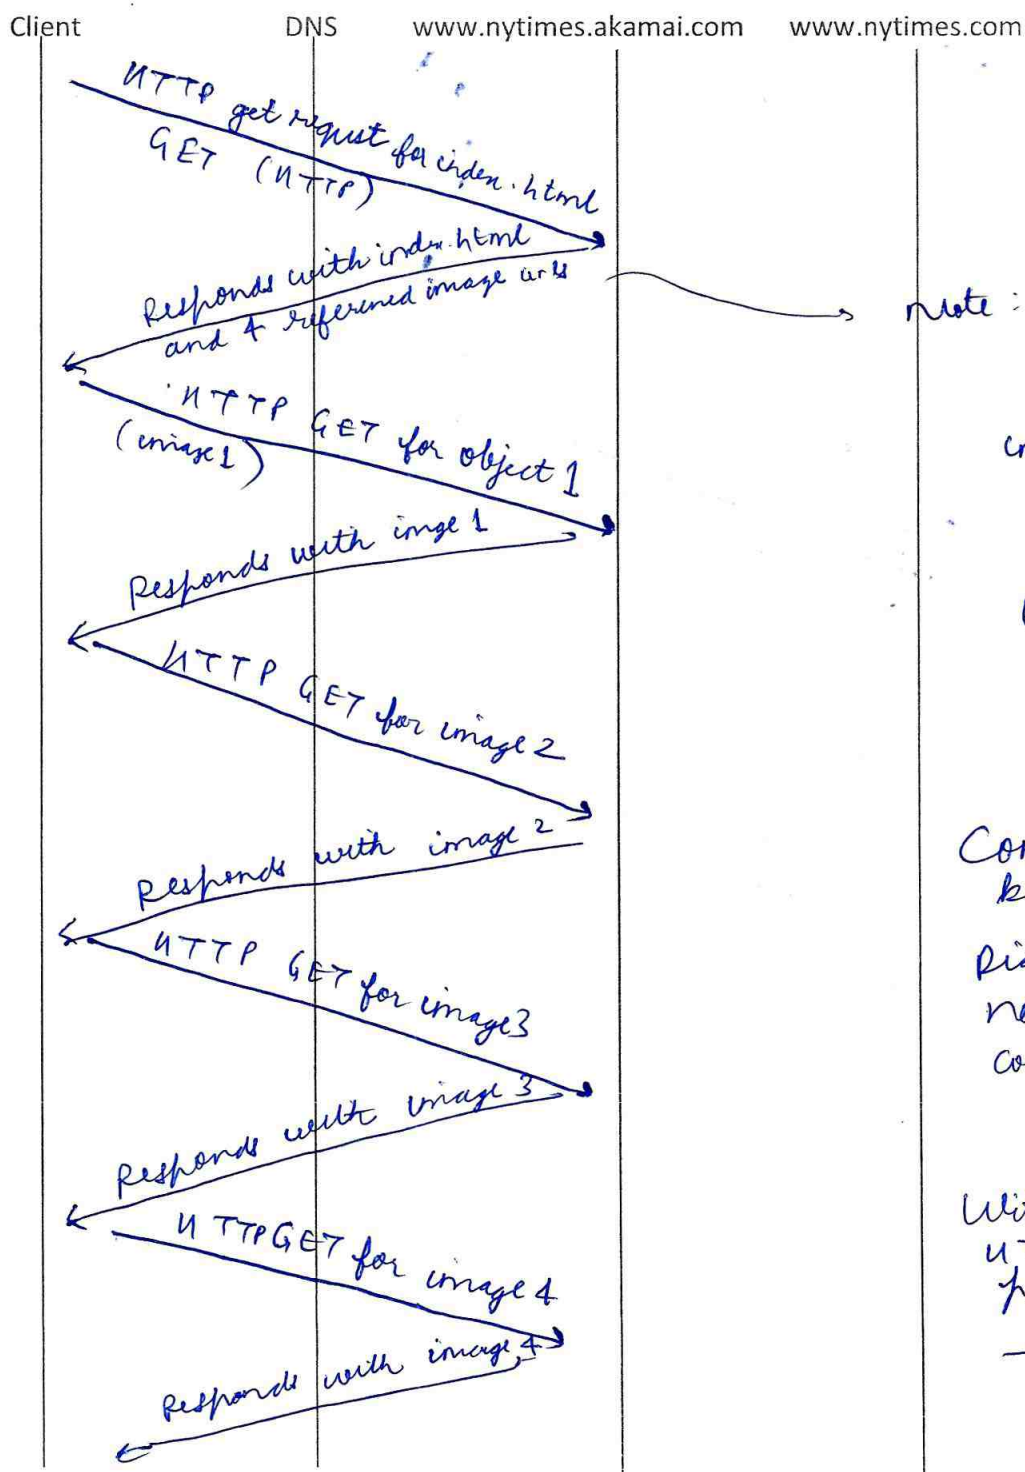 Client DNS www.nytimes.akamai.com www.nytimes.com
HTTP get request for index.html
GET (HTTP)
Responds with index.html
and 4 referenced image urls
Note :
HTTP GET for object 1
(image 1)
Responds with imge 1
HTTP GET for image 2
Responds with image 2
HTTP GET for image3
Responds with image 3
HTTP GET for image 4
Responds with image 4